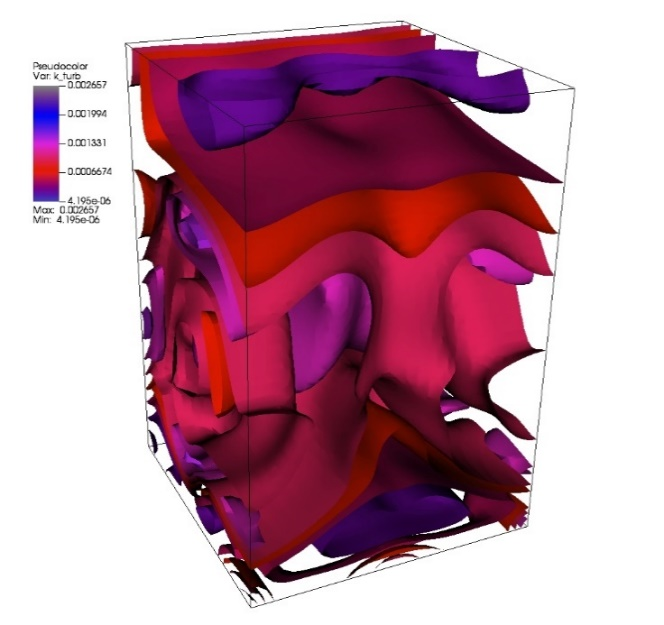 Pseudocolor
Var: k_turb
0.002657
0.001994
0.001331
0.0006674
4.195e-06
Max: 0.002657
Min: 4.195e-06